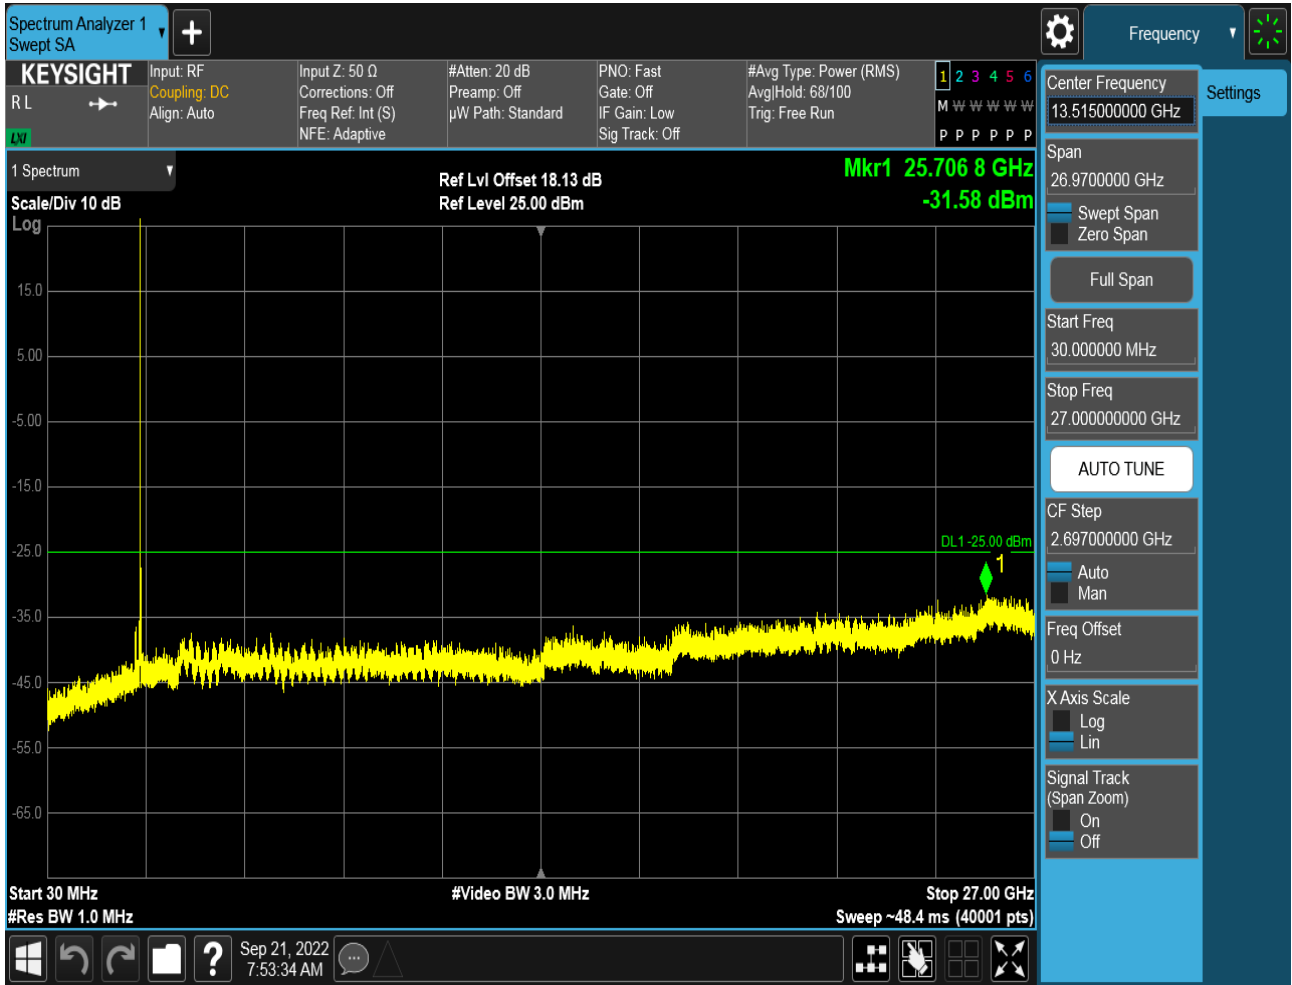 Spectrum Analyzer 1
Swept SA
Frequency
KEYSIGHT
R L
LXI
Input: RF
Coupling: DC
Align: Auto
Input Z: 50 Ω
Corrections: Off
Freq Ref: Int (S)
NFE: Adaptive
#Atten: 20 dB
Preamp: Off
µW Path: Standard
PNO: Fast
Gate: Off
IF Gain: Low
Sig Track: Off
#Avg Type: Power (RMS)
Avg|Hold: 68/100
Trig: Free Run
1 2 3 4 5 6
M W W W W W
P P P P P P
1 Spectrum
Scale/Div 10 dB
Log
Ref Lvl Offset 18.13 dB
Ref Level 25.00 dBm
Mkr1 25.706 8 GHz
-31.58 dBm
15.0
5.00
-5.00
-15.0
-25.0
-35.0
-45.0
-55.0
-65.0
DL1 -25.00 dBm
1
Start 30 MHz
#Res BW 1.0 MHz
#Video BW 3.0 MHz
Stop 27.00 GHz
Sweep ~48.4 ms (40001 pts)
Center Frequency
13.515000000 GHz
Settings
Span
26.9700000 GHz
Swept Span
Zero Span
Full Span
Start Freq
30.000000 MHz
Stop Freq
27.000000000 GHz
AUTO TUNE
CF Step
2.697000000 GHz
Auto
Man
Freq Offset
0 Hz
X Axis Scale
Log
Lin
Signal Track
(Span Zoom)
On
Off
?
Sep 21, 2022
7:53:34 AM